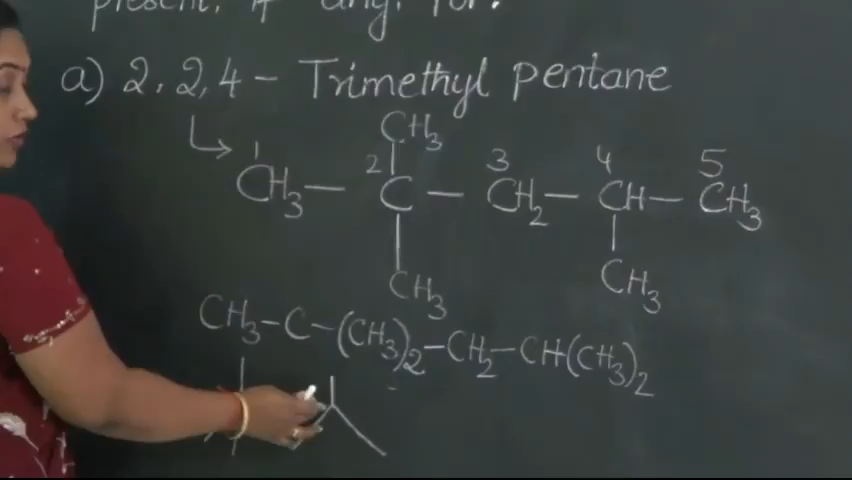 present, if any, for:
a) 2,2,4 - Trimethyl pentane
CH3
1 2 3 4 5
CH3 - C - CH2 - CH - CH3
CH3 CH3
CH3 - C - (CH3)2 - CH2 - CH(CH3)2